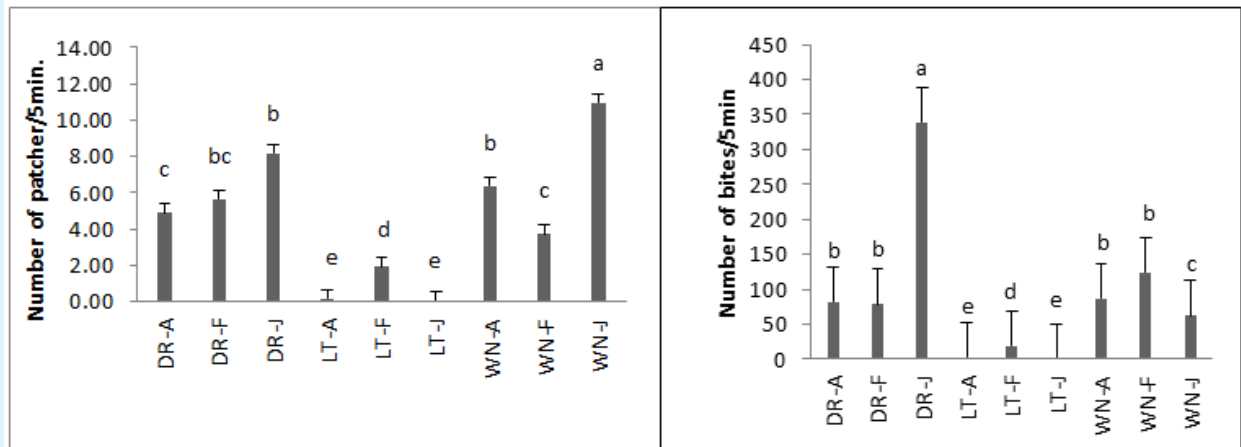 Number of patcher/5min.
14.00
12.00
10.00
8.00
6.00
4.00
2.00
0.00
c
bc
b
e
d
e
b
c
a
DR-A
DR-F
DR-J
LT-A
LT-F
LT-J
WN-A
WN-F
WN-J
Number of bites/5min
450
400
350
300
250
200
150
100
50
0
b
b
a
e
d
e
b
b
c
DR-A
DR-F
DR-J
LT-A
LT-F
LT-J
WN-A
WN-F
WN-J